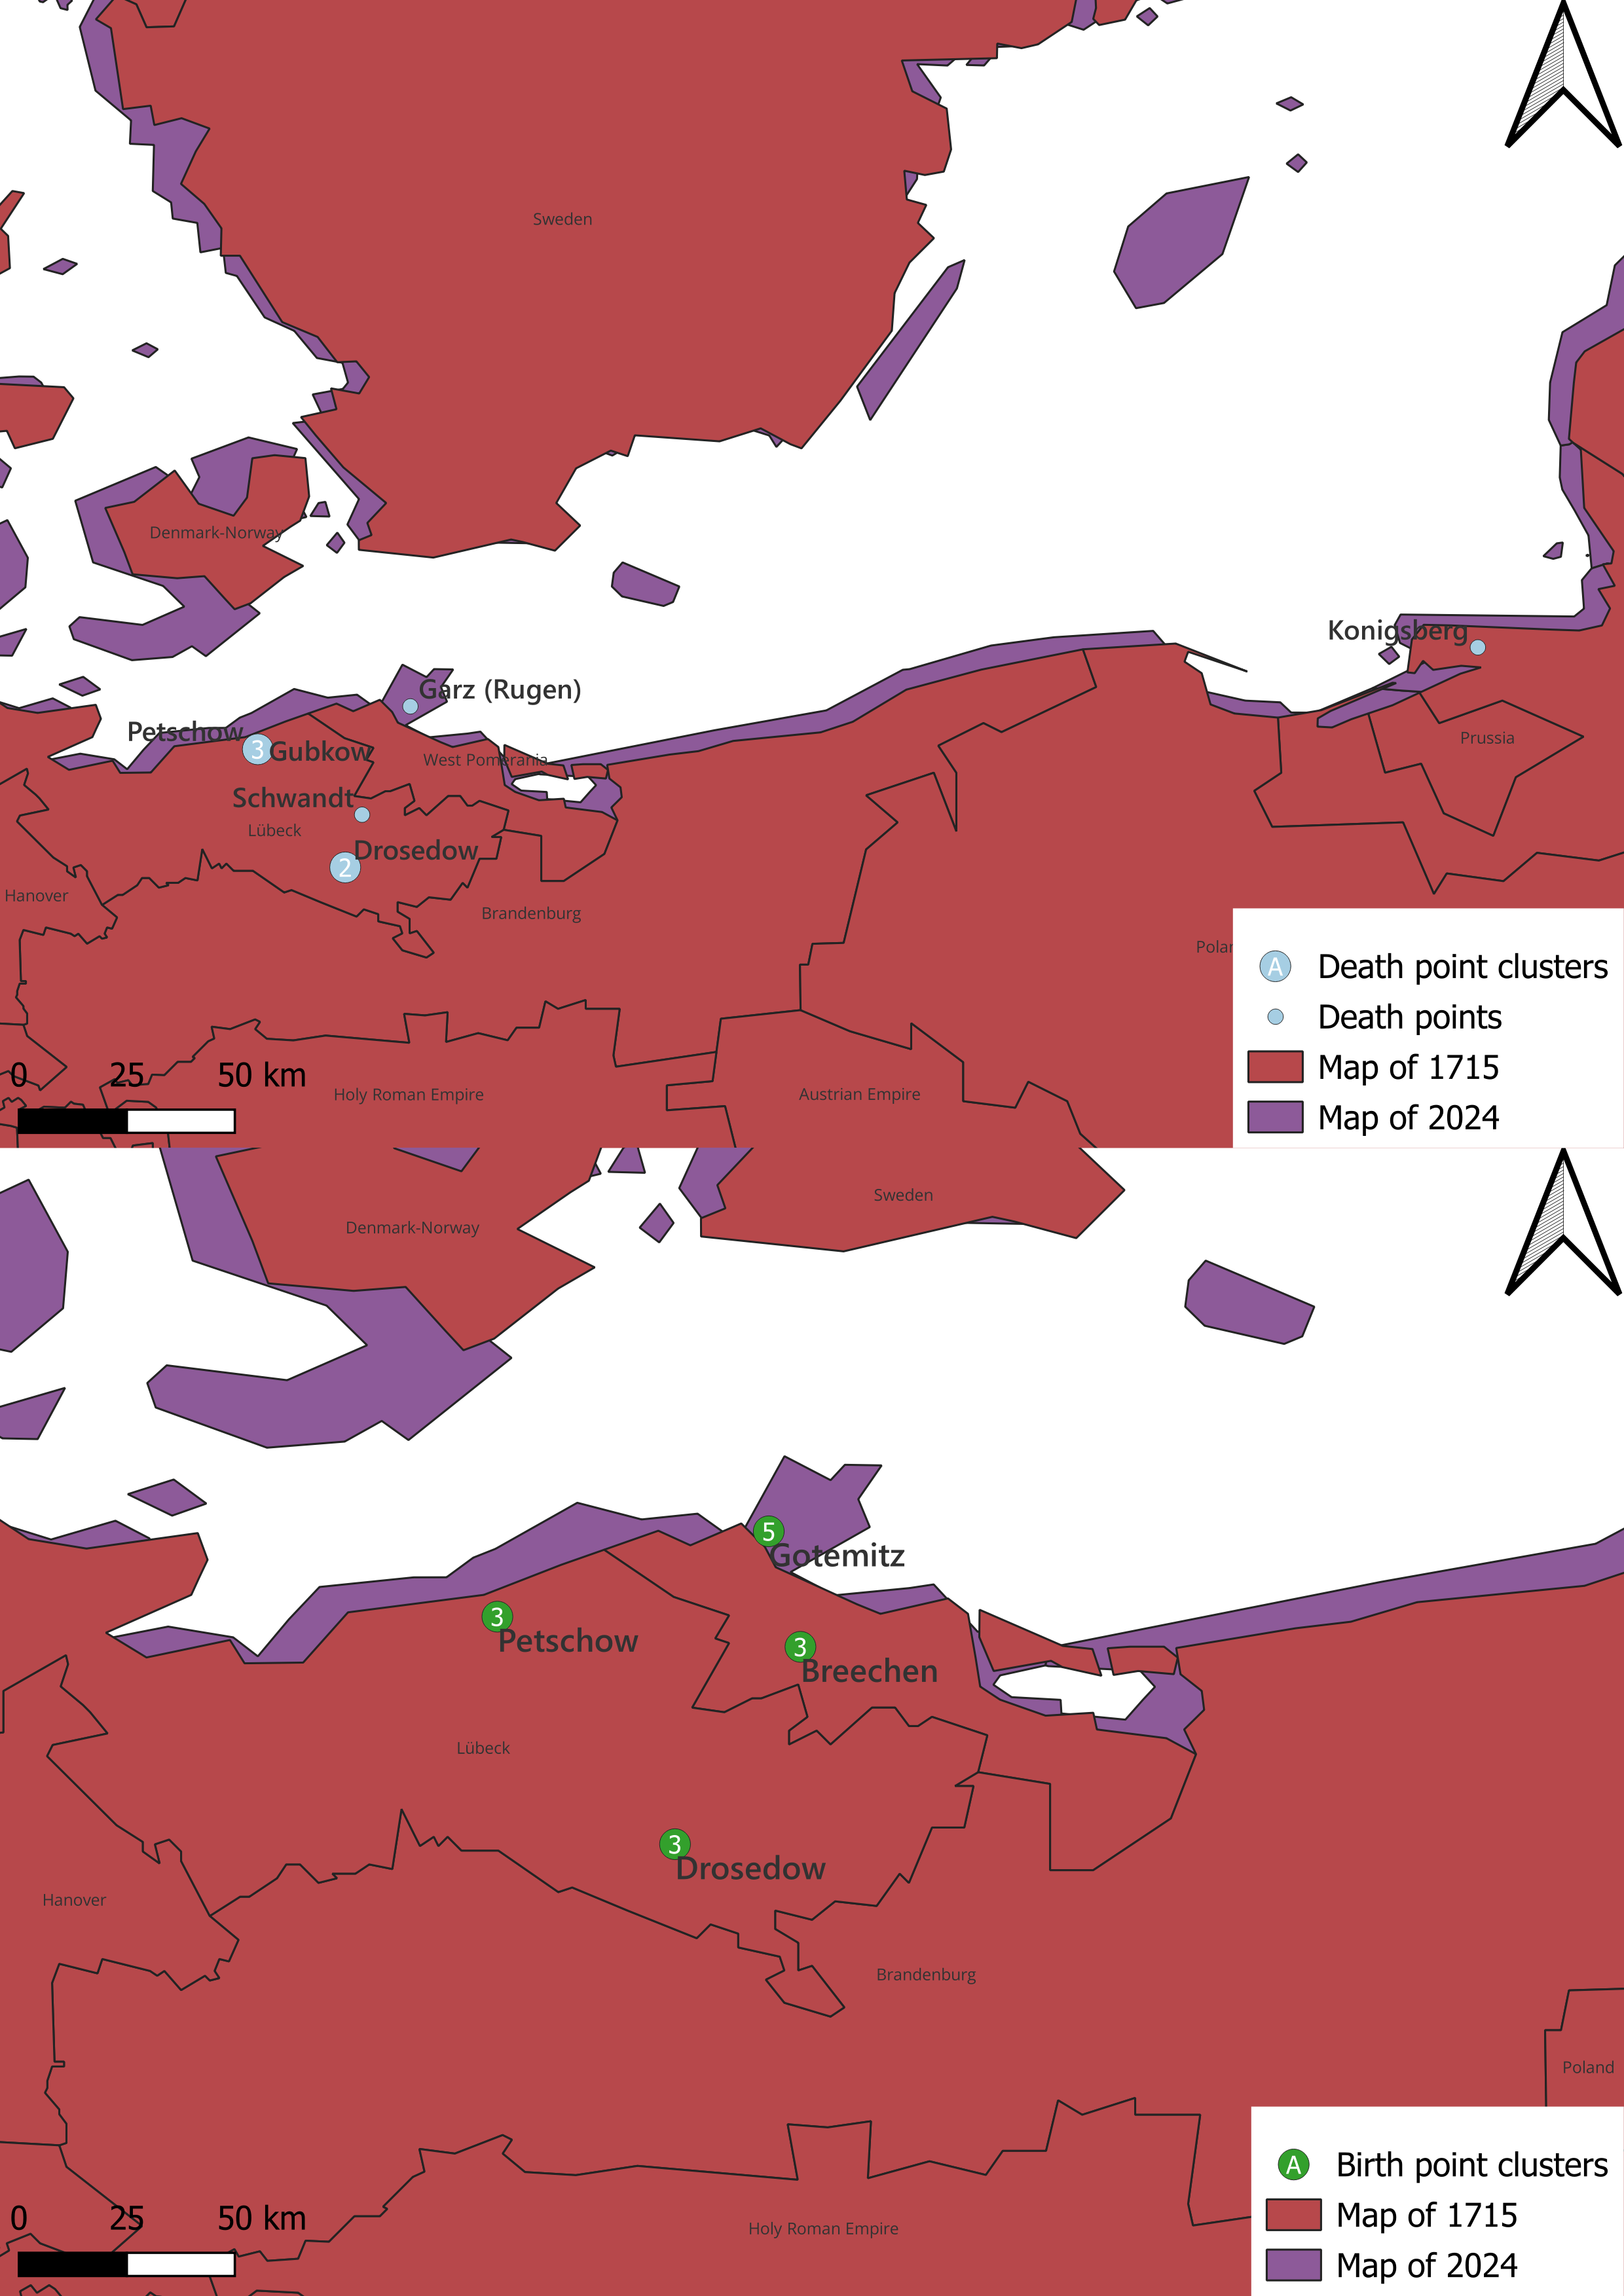 Sweden
Denmark-Norway
Konigsberg
Garz (Rugen)
Petschow
3
Gubkow
West Pomerania
Prussia
Schwandt
Lübeck
Drosedow
2
Hanover
Brandenburg
Polar
A Death point clusters
Death points
Map of 1715
Map of 2024
0 25 50 km
Holy Roman Empire
Austrian Empire
Sweden
Denmark-Norway
5
Gotemitz
3
Petschow
3
Breechen
Lübeck
3
Drosedow
Hanover
Brandenburg
Poland
A Birth point clusters
Map of 1715
Map of 2024
0 25 50 km
Holy Roman Empire